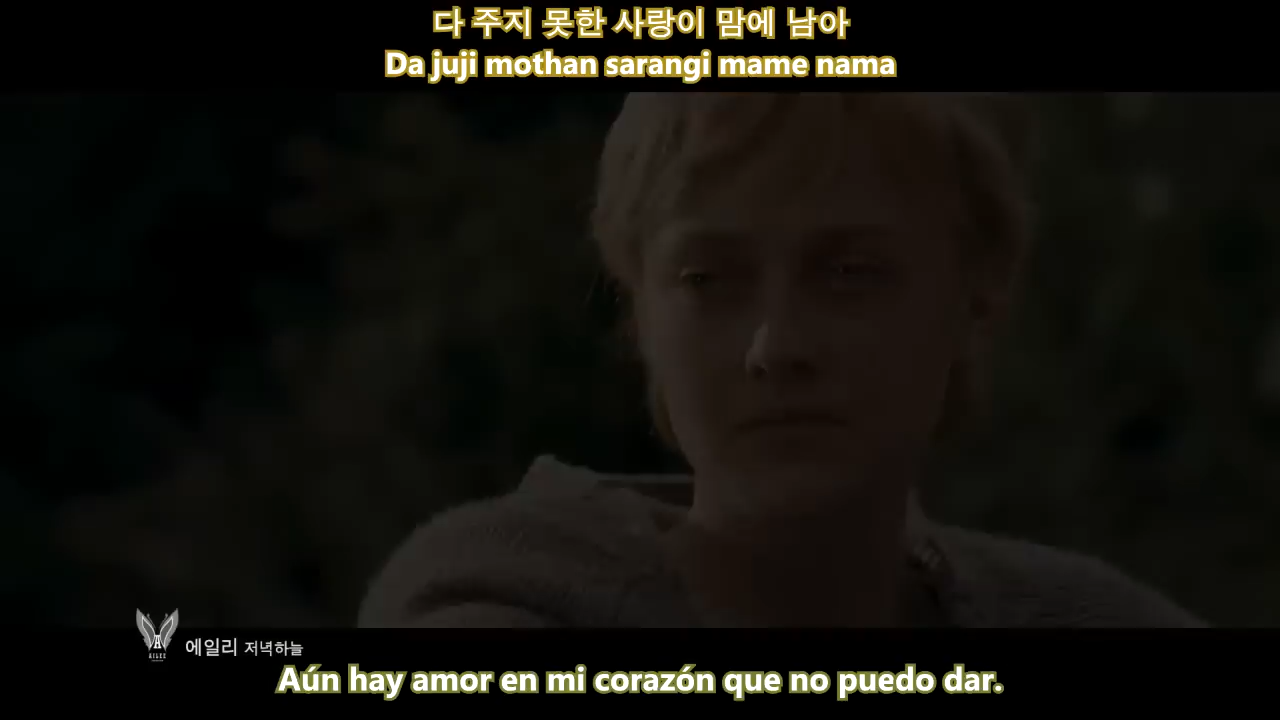 다 주지 못한 사랑이 맘에 남아
Da juji mothan sarangi mame nama
에일리 저녁하늘
Aún hay amor en mi corazón que no puedo dar.